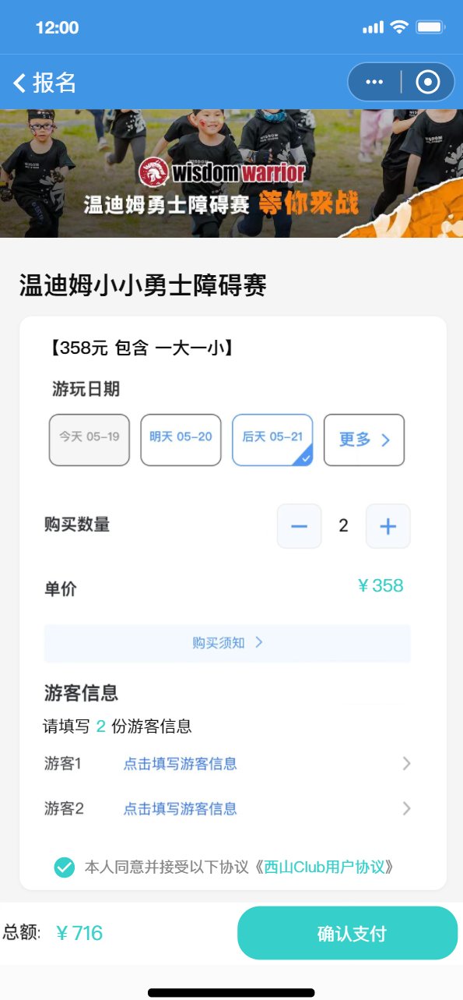 12:00
报名
wisdom warrior
温迪姆勇士障碍赛 等你来战
温迪姆小小勇士障碍赛
【358元 包含 一大一小】
游玩日期
今天 05-19
明天 05-20
后天 05-21
更多
购买数量
2
单价
¥ 358
购买须知
游客信息
请填写 2 份游客信息
游客1 点击填写游客信息
游客2 点击填写游客信息
本人同意并接受以下协议《西山Club用户协议》
总额: ¥ 716
确认支付